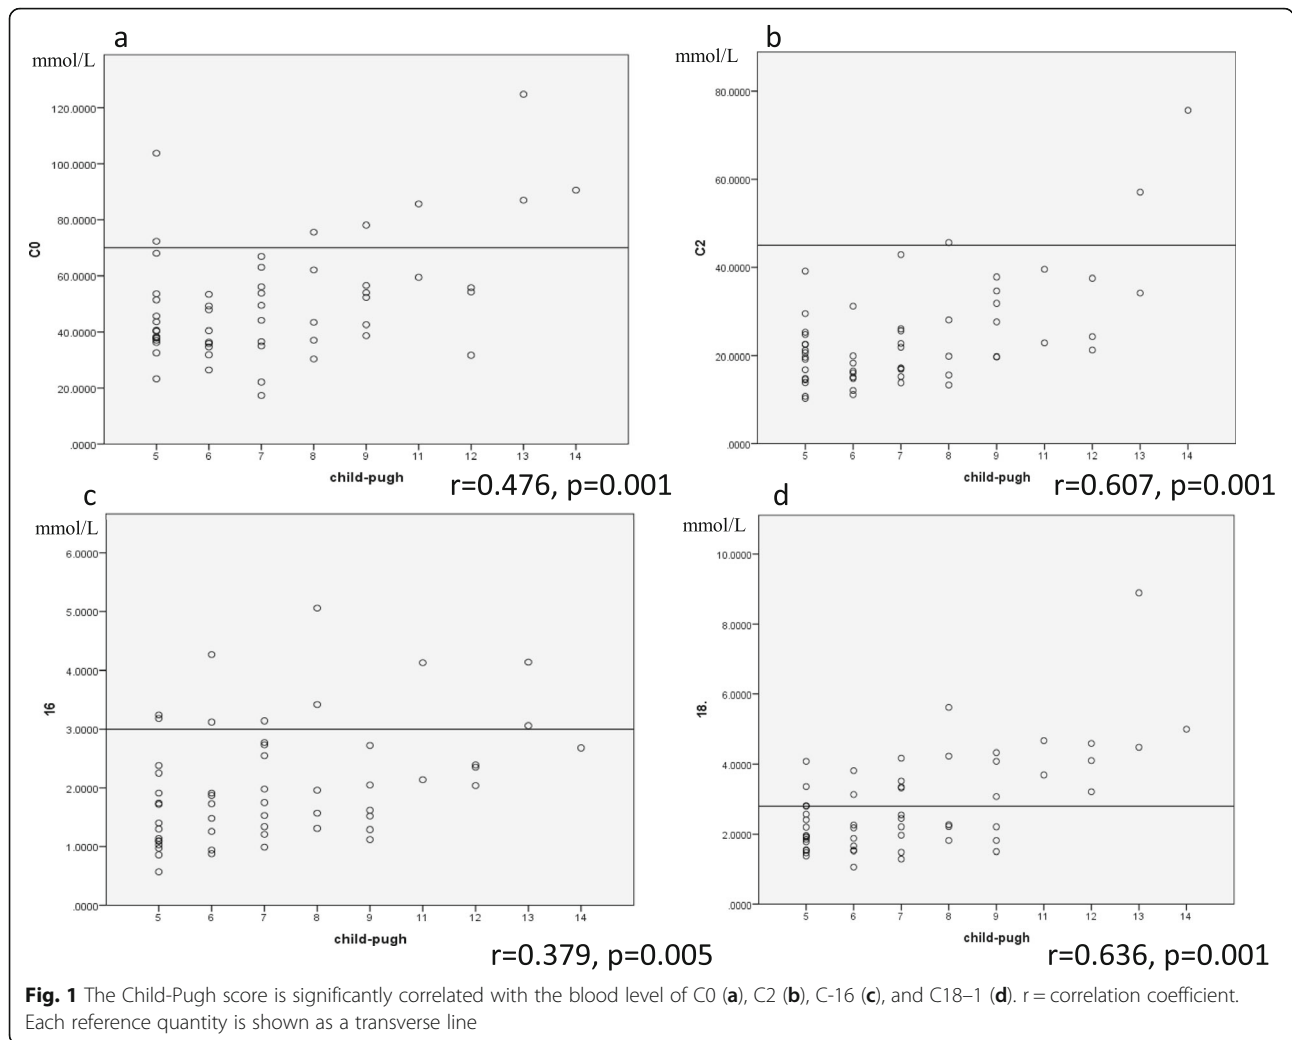 a
mmol/L
120.0000
100.0000
80.0000
60.0000
40.0000
20.0000
.0000
C0
5 6 7 8 9 11 12 13 14
child-pugh
r=0.476, p=0.001
b
mmol/L
80.0000
60.0000
40.0000
20.0000
.0000
C2
5 6 7 8 9 11 12 13 14
child-pugh
r=0.607, p=0.001
c
mmol/L
6.0000
5.0000
4.0000
3.0000
2.0000
1.0000
.0000
16
5 6 7 8 9 11 12 13 14
child-pugh
r=0.379, p=0.005
d
mmol/L
10.0000
8.0000
6.0000
4.0000
2.0000
.0000
18.
5 6 7 8 9 11 12 13 14
child-pugh
r=0.636, p=0.001
Fig. 1 The Child-Pugh score is significantly correlated with the blood level of C0 (a), C2 (b), C-16 (c), and C18–1 (d). r = correlation coefficient.
Each reference quantity is shown as a transverse line